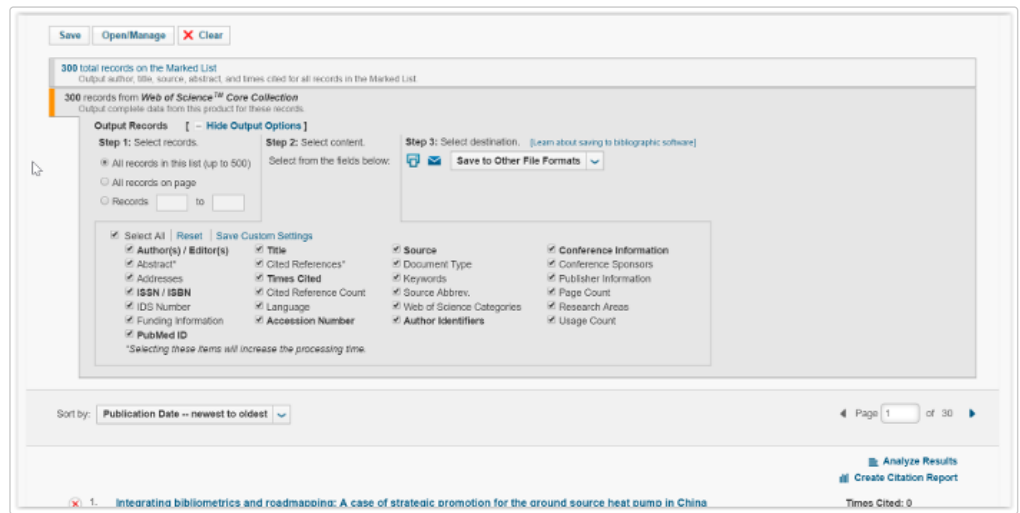 Save Open/Manage Clear
300 total records on the Marked List
Output author, title, source, abstract, and times cited for all records in the Marked List.
300 records from Web of Science™ Core Collection
Output complete data from this product for these records.
Output Records [ – Hide Output Options ]
Step 1: Select records. Step 2: Select content. Step 3: Select destination. [Learn about saving to bibliographic software]
All records in this list (up to 500) Select from the fields below: Save to Other File Formats
All records on page
Records to
Select All | Reset | Save Custom Settings
Author(s) / Editor(s) Title Source Conference Information
Abstract* Cited References* Document Type Conference Sponsors
Addresses Times Cited Keywords Publisher Information
ISSN / ISBN Cited Reference Count Source Abbrev. Page Count
IDS Number Language Web of Science Categories Research Areas
Funding Information Accession Number Author Identifiers Usage Count
PubMed ID
*Selecting these items will increase the processing time.
Sort by: Publication Date -- newest to oldest Page 1 of 30
Analyze Results
Create Citation Report
1. Integrating bibliometrics and roadmapping: A case of strategic promotion for the ground source heat pump in China Times Cited: 0